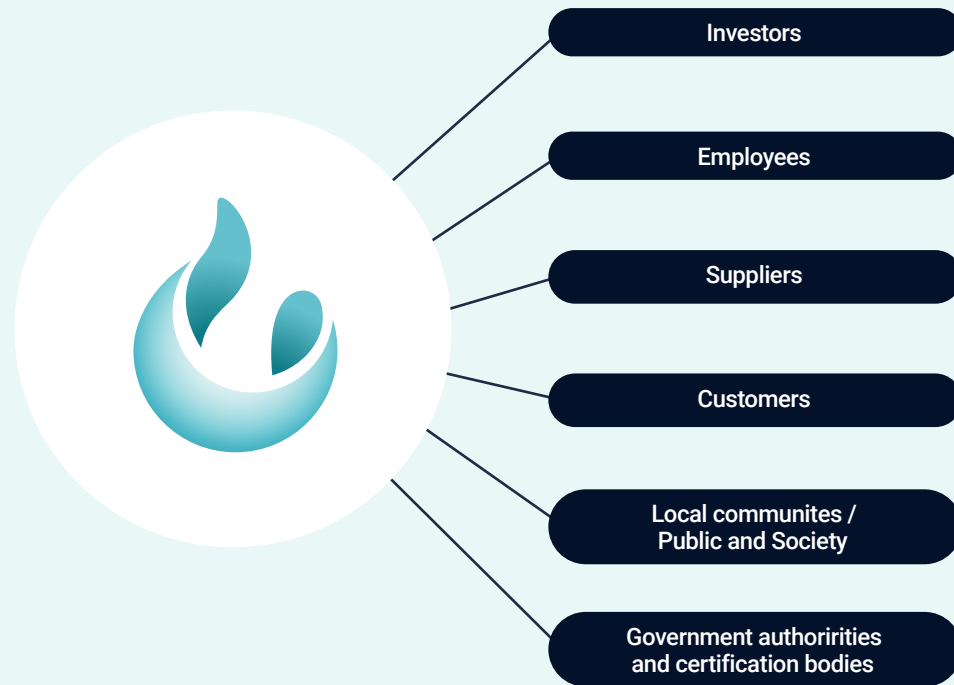 Investors
Employees
Suppliers
Customers
Local communites /
Public and Society
Government authoririties
and certification bodies